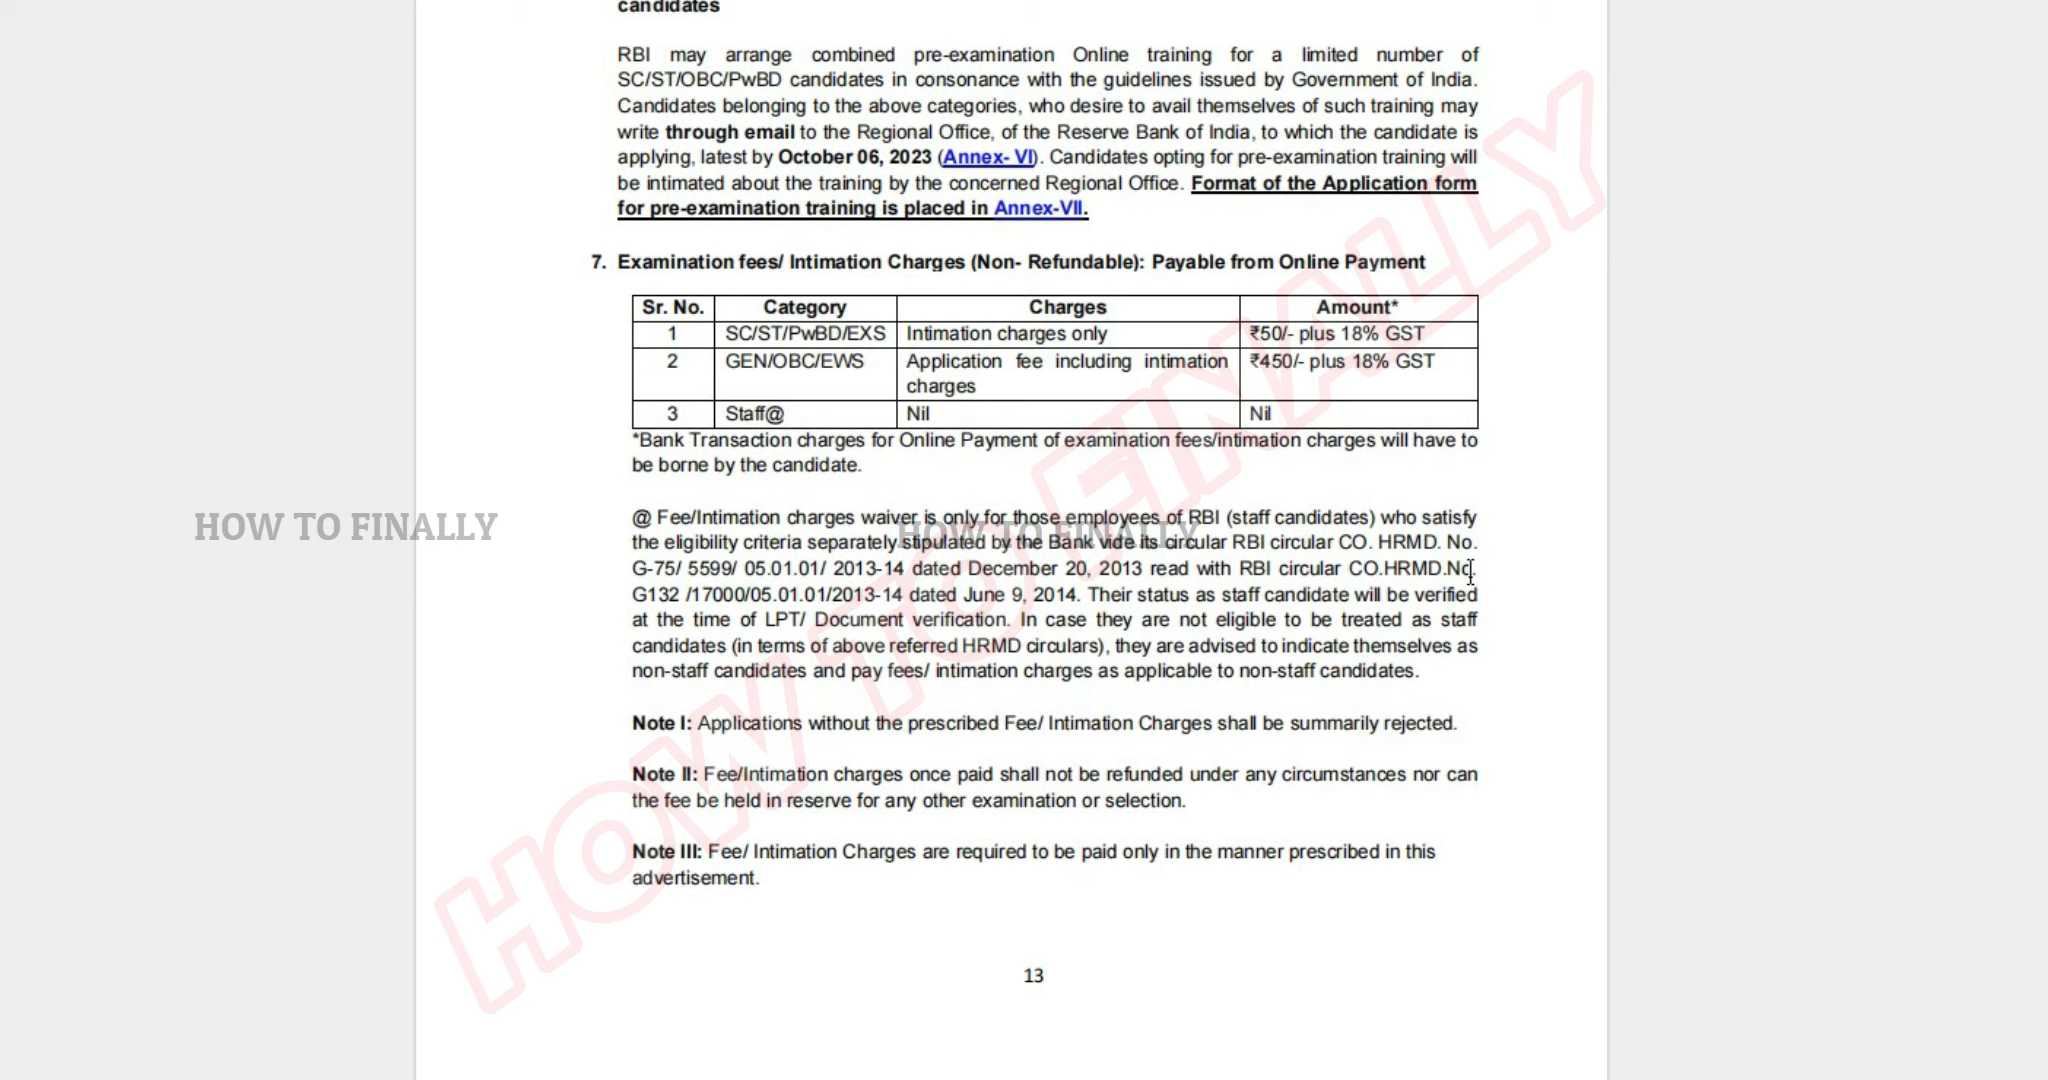 candidates
RBI may arrange combined pre-examination Online training for a limited number of
SC/ST/OBC/PwBD candidates in consonance with the guidelines issued by Government of India.
Candidates belonging to the above categories, who desire to avail themselves of such training may
write through email to the Regional Office, of the Reserve Bank of India, to which the candidate is
applying, latest by October 06, 2023 (Annex- VI). Candidates opting for pre-examination training will
be intimated about the training by the concerned Regional Office. Format of the Application form
for pre-examination training is placed in Annex-VII.
7. Examination fees/ Intimation Charges (Non- Refundable): Payable from Online Payment
Sr. No. Category Charges Amount*
1 SC/ST/PwBD/EXS Intimation charges only ₹50/- plus 18% GST
2 GEN/OBC/EWS Application fee including intimation ₹450/- plus 18% GST
charges
3 Staff@ Nil Nil
*Bank Transaction charges for Online Payment of examination fees/intimation charges will have to
be borne by the candidate.
@ Fee/Intimation charges waiver is only for those employees of RBI (staff candidates) who satisfy
the eligibility criteria separately stipulated by the Bank vide its circular RBI circular CO. HRMD. No.
G-75/ 5599/ 05.01.01/ 2013-14 dated December 20, 2013 read with RBI circular CO.HRMD.No.
G132 /17000/05.01.01/2013-14 dated June 9, 2014. Their status as staff candidate will be verified
at the time of LPT/ Document verification. In case they are not eligible to be treated as staff
candidates (in terms of above referred HRMD circulars), they are advised to indicate themselves as
non-staff candidates and pay fees/ intimation charges as applicable to non-staff candidates.
Note I: Applications without the prescribed Fee/ Intimation Charges shall be summarily rejected.
Note II: Fee/Intimation charges once paid shall not be refunded under any circumstances nor can
the fee be held in reserve for any other examination or selection.
Note III: Fee/ Intimation Charges are required to be paid only in the manner prescribed in this
advertisement.
13
HOW TO FINALLY
HOW TO FINALLY
HOW TO FINALLY